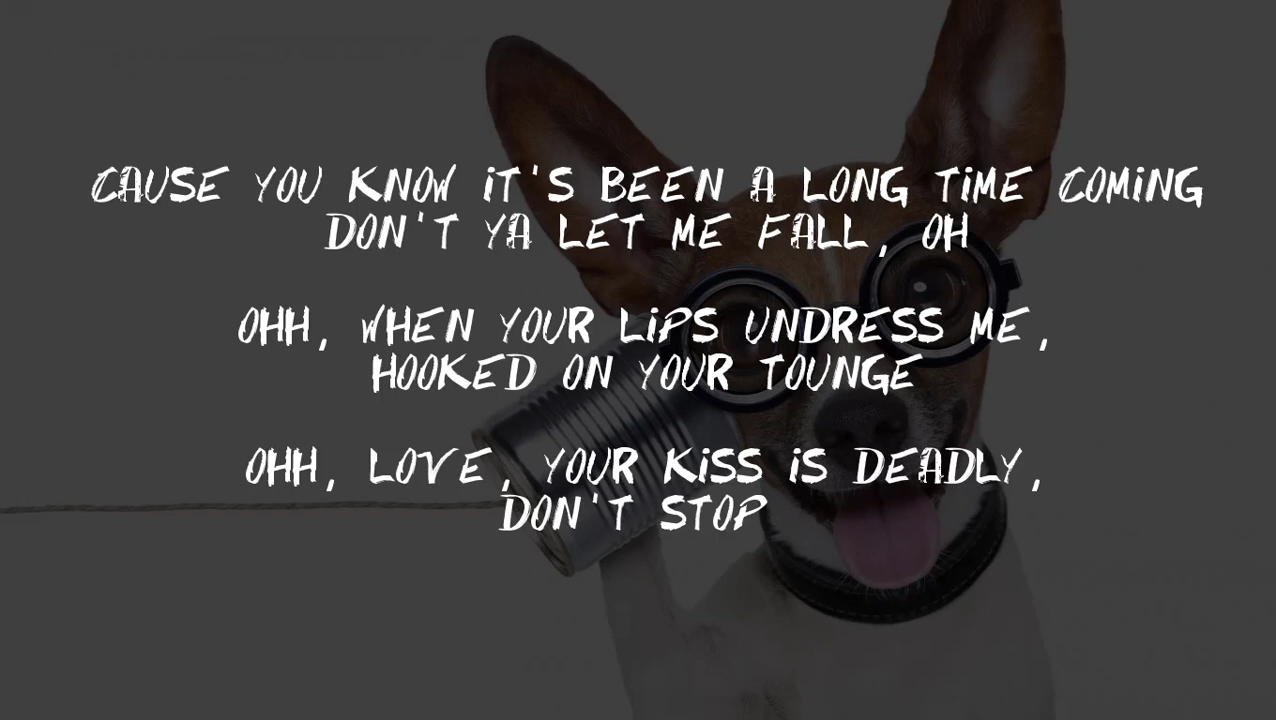 CAUSE YOU KNOW iT'S BEEN A LONG TiME COMiNG
DON'T YA LET ME FALL, OH
OHH, WHEN YOUR LiPS UNDRESS ME,
HOOKED ON YOUR TOUNGE
OHH, LOVE, YOUR KiSS iS DEADLY,
DON'T STOP